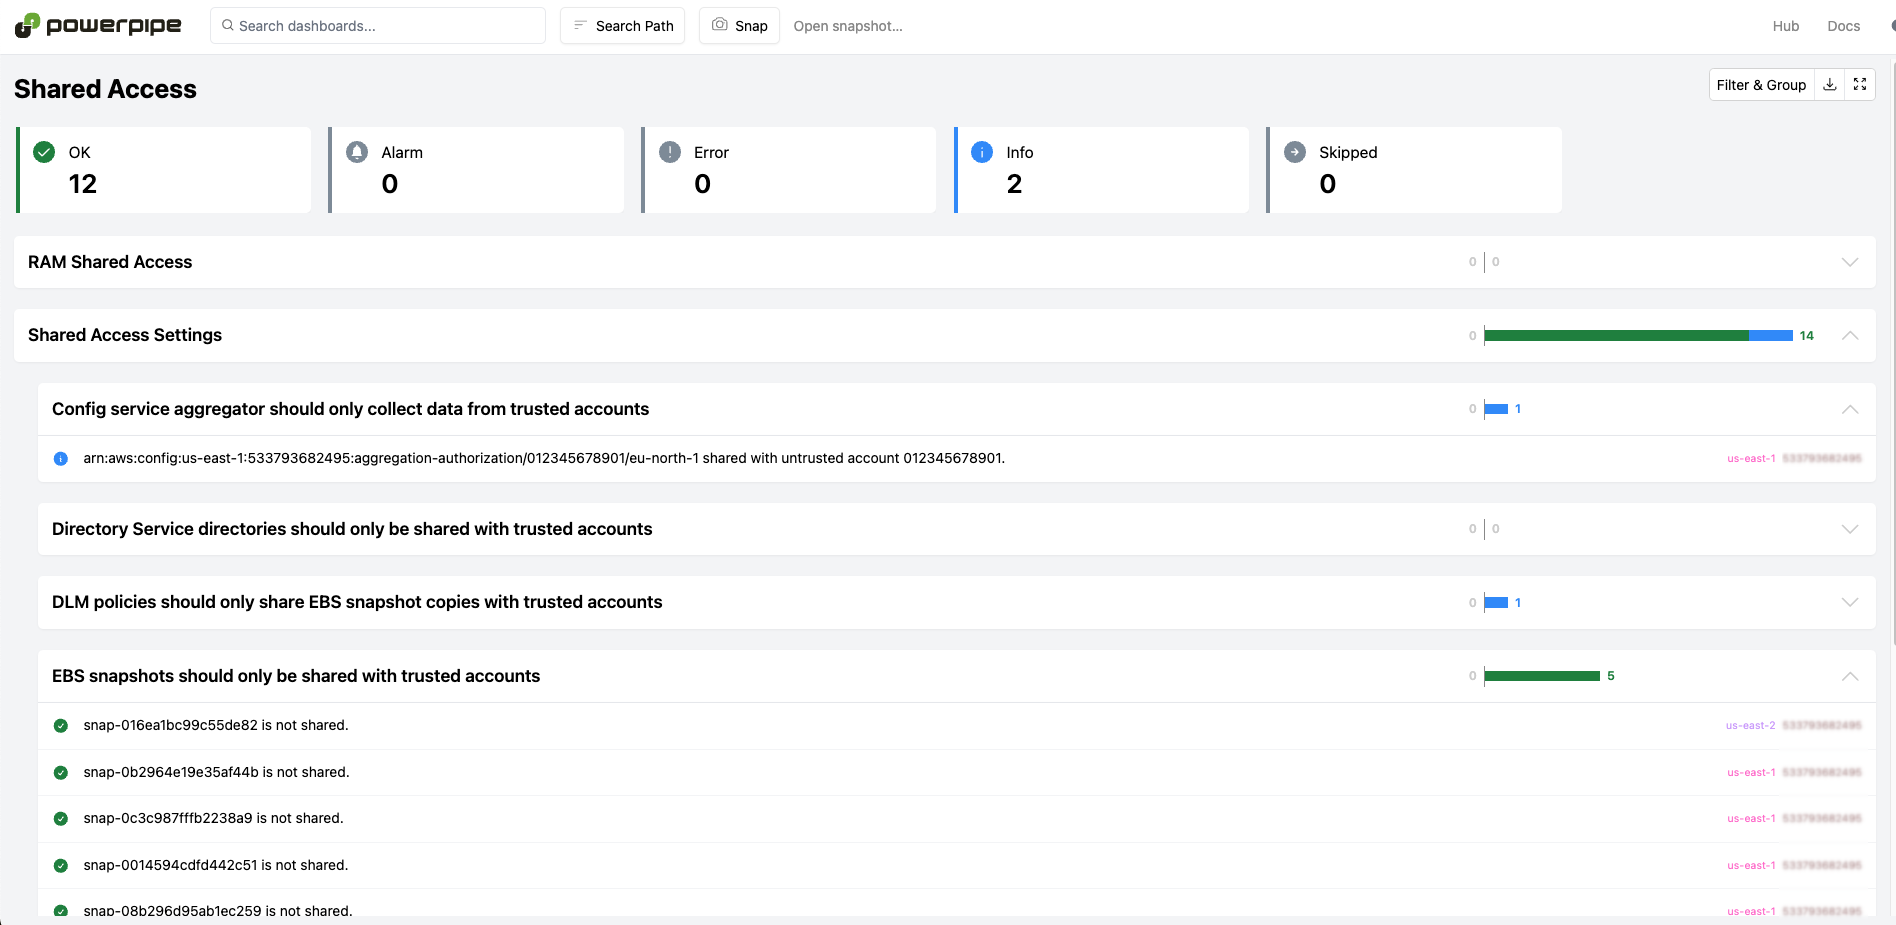 powerpipe
Search dashboards...
Search Path
Snap
Open snapshot...
Hub
Docs
Shared Access
Filter & Group
OK
12
Alarm
0
Error
0
Info
2
Skipped
0
RAM Shared Access
0 0
Shared Access Settings
0 14
Config service aggregator should only collect data from trusted accounts
0 1
arn:aws:config:us-east-1:533793682495:aggregation-authorization/012345678901/eu-north-1 shared with untrusted account 012345678901.
us-east-1
Directory Service directories should only be shared with trusted accounts
0 0
DLM policies should only share EBS snapshot copies with trusted accounts
0 1
EBS snapshots should only be shared with trusted accounts
0 5
snap-016ea1bc99c55de82 is not shared.
us-east-2
snap-0b2964e19e35af44b is not shared.
us-east-1
snap-0c3c987fffb2238a9 is not shared.
us-east-1
snap-0014594cdfd442c51 is not shared.
us-east-1
snap-08b296d95ab1ec259 is not shared.
us-east-1